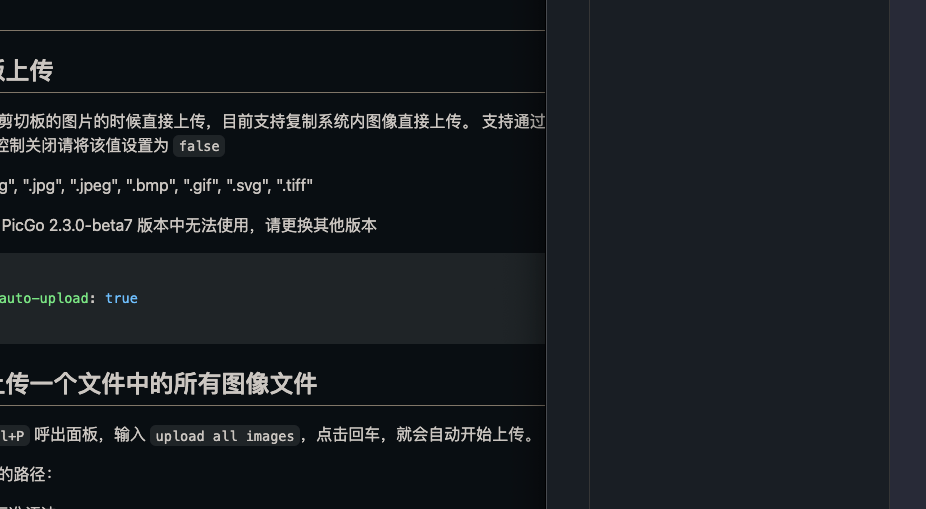 板上传
剪切板的图片的时候直接上传，目前支持复制系统内图像直接上传。 支持通过
控制关闭请将该值设置为 false
g", ".jpg", ".jpeg", ".bmp", ".gif", ".svg", ".tiff"
PicGo 2.3.0-beta7 版本中无法使用，请更换其他版本
auto-upload: true
上传一个文件中的所有图像文件
l+P 呼出面板，输入 upload all images，点击回车，就会自动开始上传。
的路径：